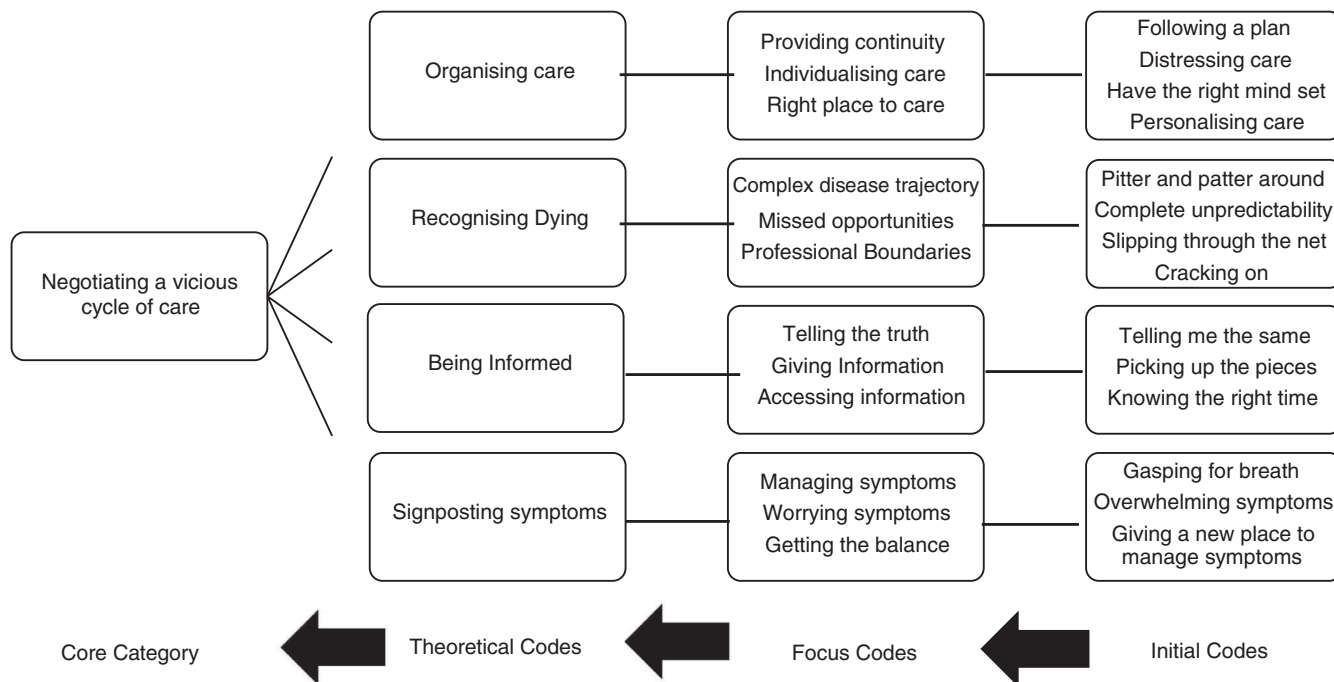 Negotiating a vicious
cycle of care
Organising care
Providing continuity
Individualising care
Right place to care
Following a plan
Distressing care
Have the right mind set
Personalising care
Recognising Dying
Complex disease trajectory
Missed opportunities
Professional Boundaries
Pitter and patter around
Complete unpredictability
Slipping through the net
Cracking on
Being Informed
Telling the truth
Giving Information
Accessing information
Telling me the same
Picking up the pieces
Knowing the right time
Signposting symptoms
Managing symptoms
Worrying symptoms
Getting the balance
Gasping for breath
Overwhelming symptoms
Giving a new place to
manage symptoms
Core Category
Theoretical Codes
Focus Codes
Initial Codes